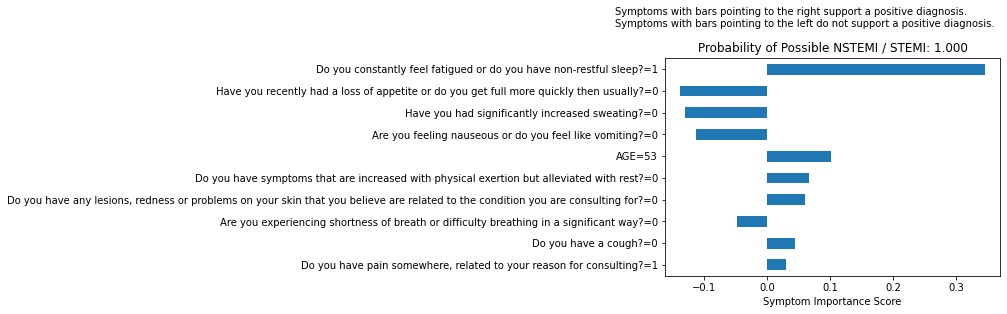 Symptoms with bars pointing to the right support a positive diagnosis.
Symptoms with bars pointing to the left do not support a positive diagnosis.
Probability of Possible NSTEMI / STEMI: 1.000
Do you constantly feel fatigued or do you have non-restful sleep?=1
Have you recently had a loss of appetite or do you get full more quickly then usually?=0
Have you had significantly increased sweating?=0
Are you feeling nauseous or do you feel like vomiting?=0
AGE=53
Do you have symptoms that are increased with physical exertion but alleviated with rest?=0
Do you have any lesions, redness or problems on your skin that you believe are related to the condition you are consulting for?=0
Are you experiencing shortness of breath or difficulty breathing in a significant way?=0
Do you have a cough?=0
Do you have pain somewhere, related to your reason for consulting?=1
−0.1 0.0 0.1 0.2 0.3
Symptom Importance Score